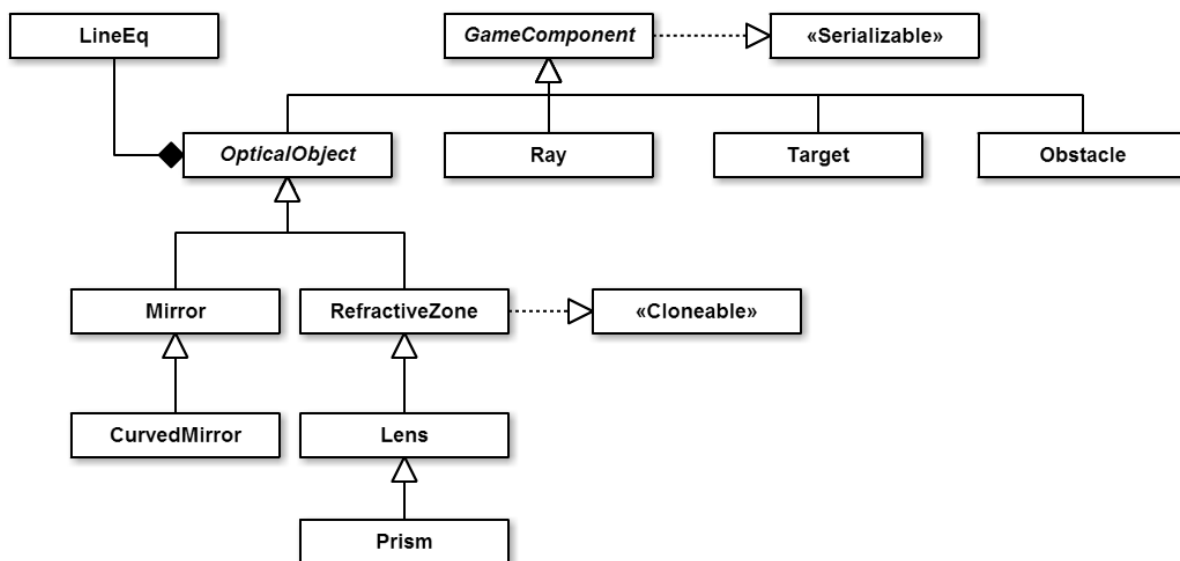 LineEq
GameComponent
«Serializable»
OpticalObject
Ray
Target
Obstacle
Mirror
RefractiveZone
«Cloneable»
CurvedMirror
Lens
Prism